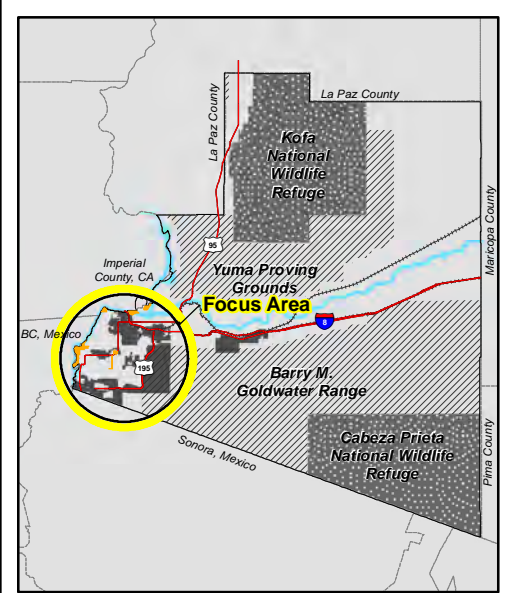 La Paz County
La Paz County
Kofa
National
Wildlife
Refuge
Maricopa County
95
Imperial
County, CA
Yuma Proving
Grounds
Focus Area
8
BC, Mexico
195
Barry M.
Goldwater Range
Sonora, Mexico
Cabeza Prieta
National Wildlife
Refuge
Pima County